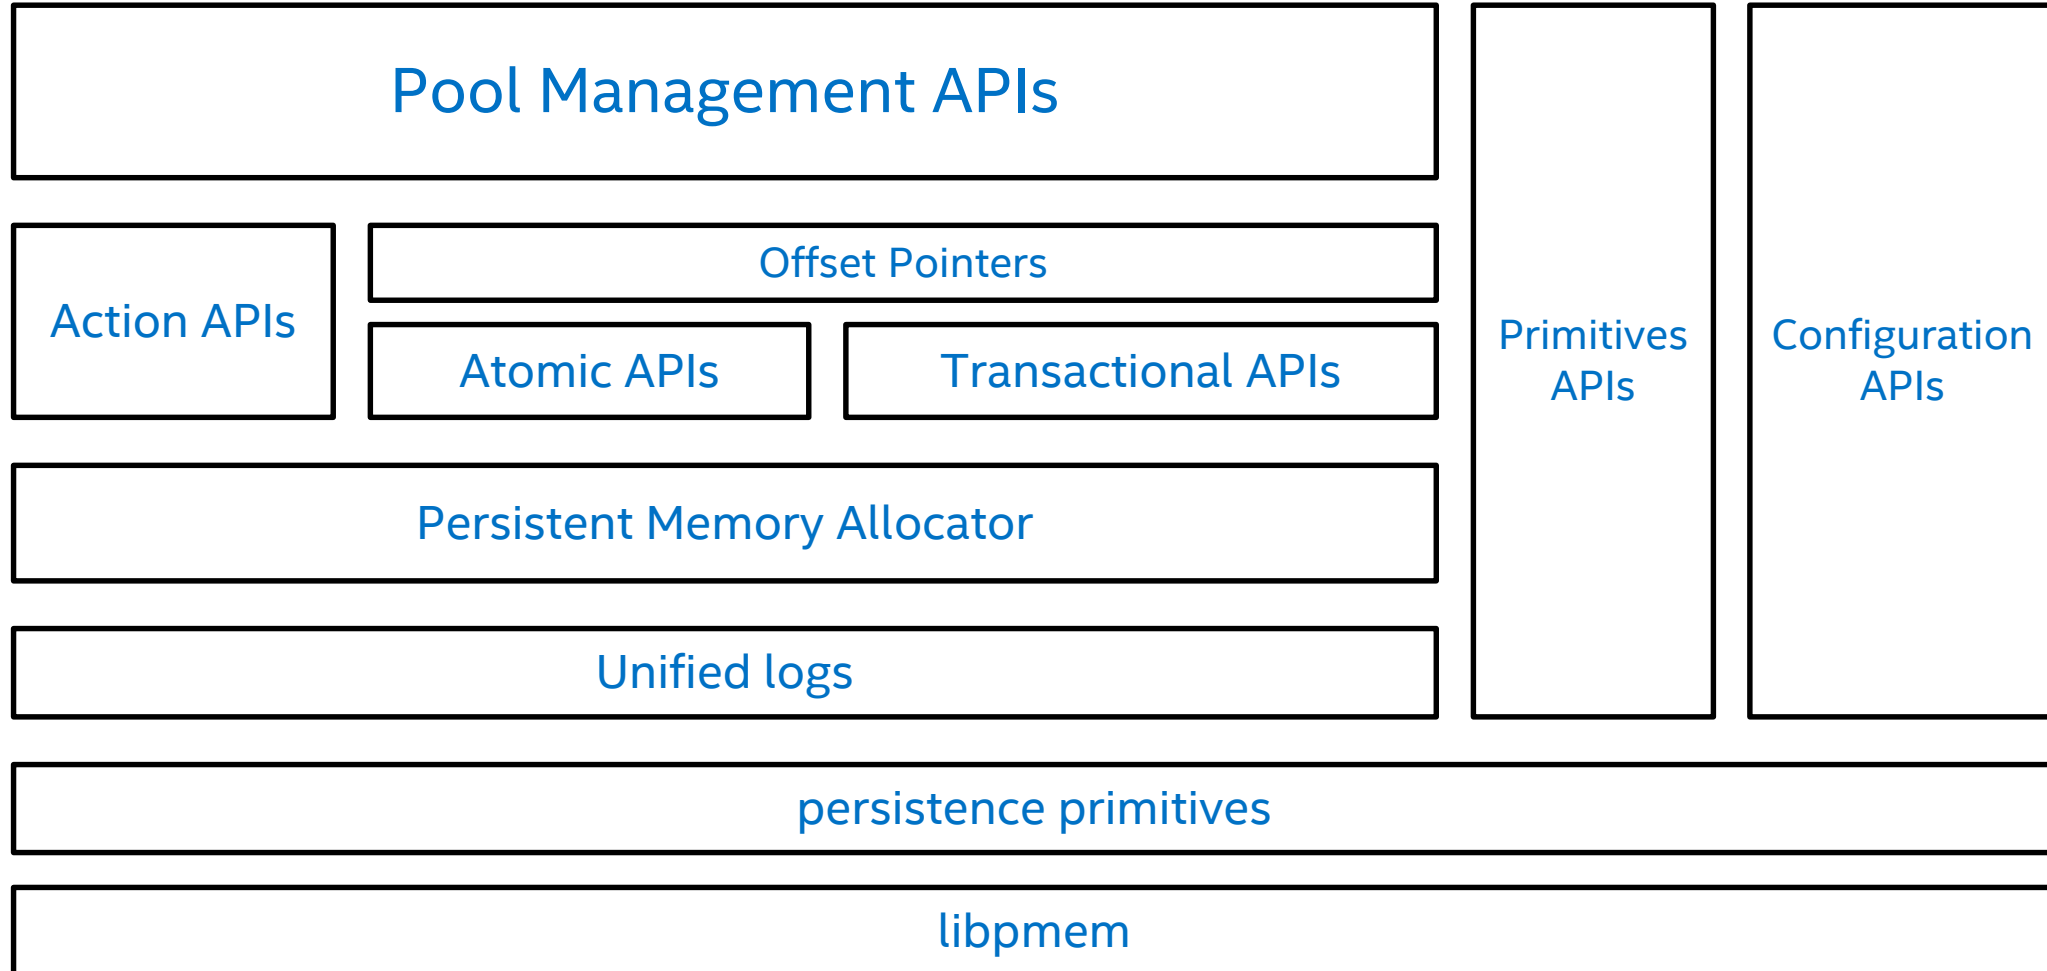 Pool Management APIs
Offset Pointers
Action APIs
Atomic APIs
Transactional APIs
Primitives
APIs
Configuration
APIs
Persistent Memory Allocator
Unified logs
persistence primitives
libpmem